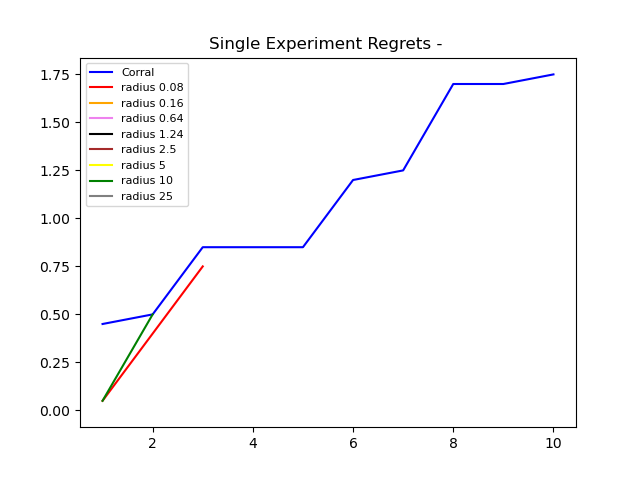 Single Experiment Regrets -
Corral
radius 0.08
radius 0.16
radius 0.64
radius 1.24
radius 2.5
radius 5
radius 10
radius 25
1.75
1.50
1.25
1.00
0.75
0.50
0.25
0.00
2 4 6 8 10